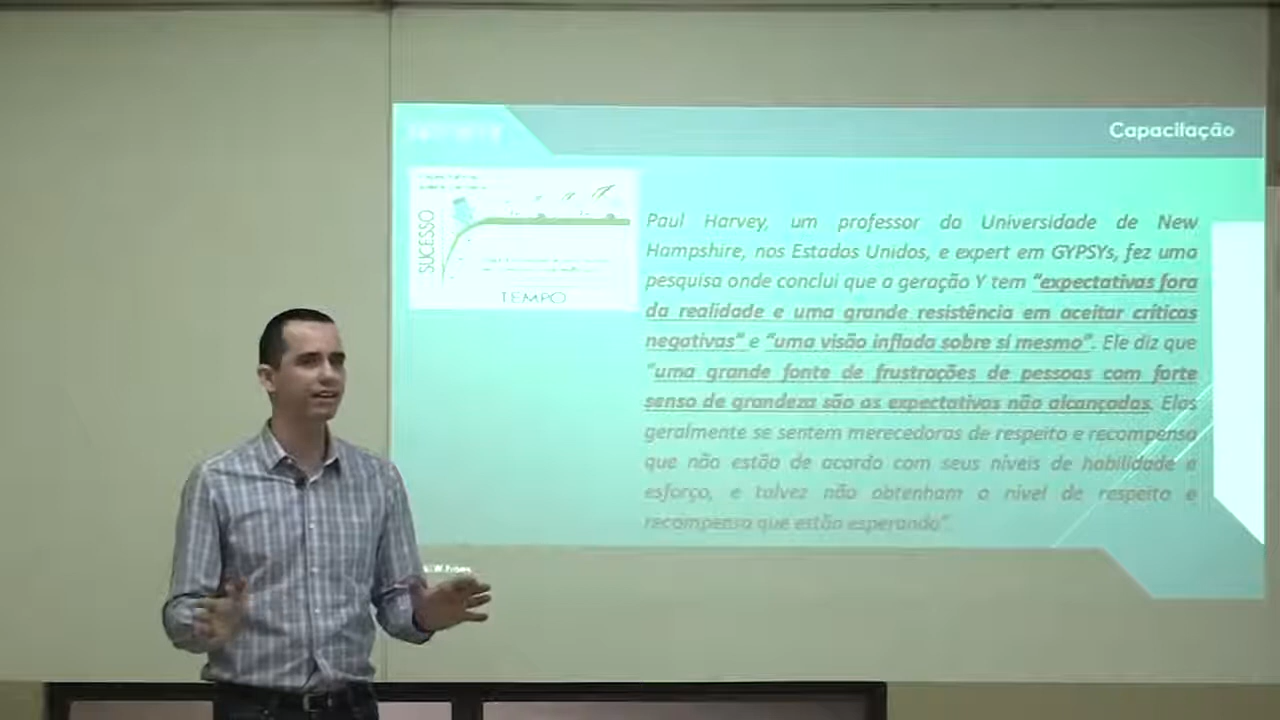 Capacitação
SUCESSO
TEMPO
Paul Harvey, um professor da Universidade de New
Hampshire, nos Estados Unidos, e expert em GYPSYs, fez uma
pesquisa onde conclui que a geração Y tem “expectativas fora
da realidade e uma grande resistência em aceitar críticas
negativas” e “uma visão inflada sobre si mesmo”. Ele diz que
“uma grande fonte de frustrações de pessoas com forte
senso de grandeza são as expectativas não alcançadas. Elas
geralmente se sentem merecedoras de respeito e recompensa
que não estão de acordo com seus níveis de habilidade e
esforço, e talvez não obtenham o nível de respeito e
recompensa que estão esperando”.